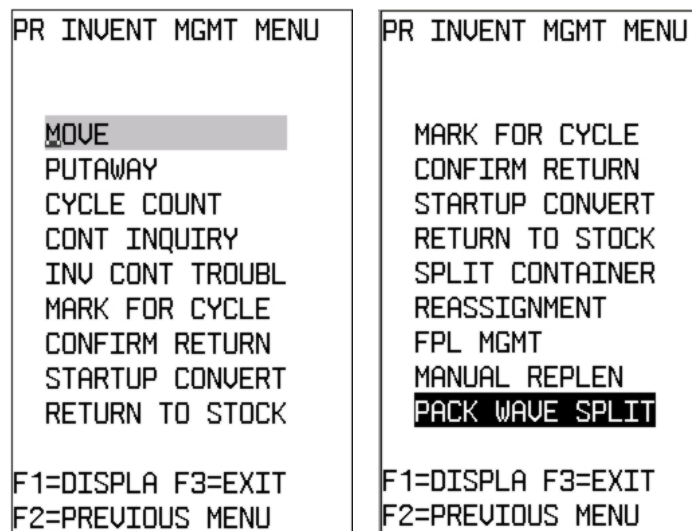 PR INVENT MGMT MENU
MOVE
PUTAWAY
CYCLE COUNT
CONT INQUIRY
INV CONT TROUBL
MARK FOR CYCLE
CONFIRM RETURN
STARTUP CONVERT
RETURN TO STOCK
F1=DISPLA F3=EXIT
F2=PREVIOUS MENU
PR INVENT MGMT MENU
MARK FOR CYCLE
CONFIRM RETURN
STARTUP CONVERT
RETURN TO STOCK
SPLIT CONTAINER
REASSIGNMENT
FPL MGMT
MANUAL REPLEN
PACK WAVE SPLIT
F1=DISPLA F3=EXIT
F2=PREVIOUS MENU